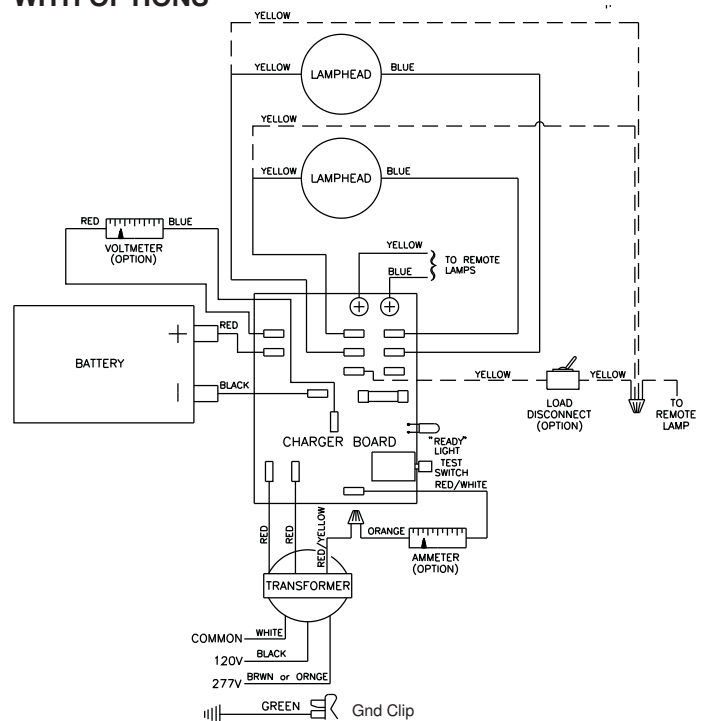 WITH OPTIONS
YELLOW
YELLOW
LAMPHEAD
BLUE
YELLOW
YELLOW
LAMPHEAD
BLUE
RED
BLUE
VOLTMETER
(OPTION)
YELLOW
BLUE
TO REMOTE
LAMPS
BATTERY
+
RED
–
BLACK
YELLOW
YELLOW
LOAD
DISCONNECT
(OPTION)
TO
REMOTE
LAMP
CHARGER BOARD
"READY"
LIGHT
TEST
SWITCH
RED/WHITE
RED
RED
RED/YELLOW
ORANGE
AMMETER
(OPTION)
TRANSFORMER
COMMON
WHITE
120V
BLACK
277V
BRWN or ORNGE
GREEN
Gnd Clip